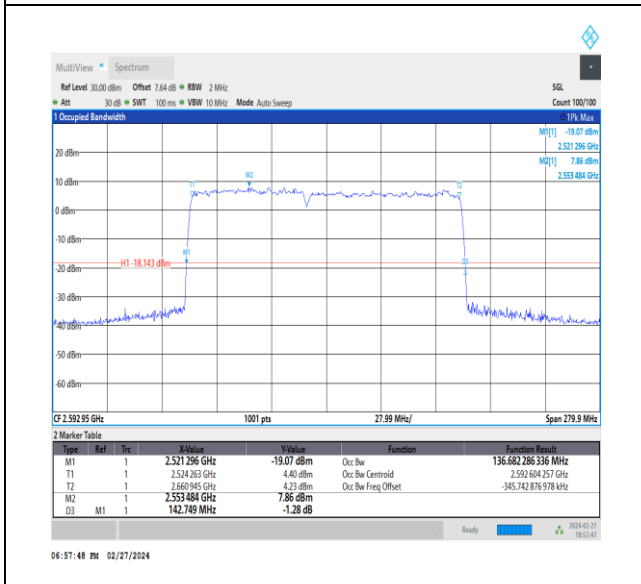 MultiView Spectrum
Ref Level 30.00 dBm Offset 7.64 dB RBW 2 MHz SGL
Att 30 dB SWT 100 ms VBW 10 MHz Mode Auto Sweep Count 100/100
1 Occupied Bandwidth 1Pk Max
M1[1] -19.07 dBm
2.521 296 GHz
20 dBm
M2[1] 7.86 dBm
2.553 484 GHz
10 dBm
T1
M2
T2
0 dBm
-10 dBm
M1
H1 -18.143 dBm
D3
-20 dBm
-30 dBm
-40 dBm
-50 dBm
-60 dBm
CF 2.592 95 GHz 1001 pts 27.99 MHz/ Span 279.9 MHz
2 Marker Table
Type Ref Trc X-Value Y-Value Function Function Result
M1 1 2.521 296 GHz -19.07 dBm Occ Bw 136.682 286 336 MHz
T1 1 2.524 263 GHz 4.40 dBm Occ Bw Centroid 2.592 604 257 GHz
T2 1 2.660 945 GHz 4.23 dBm Occ Bw Freq Offset -345.742 876 978 kHz
M2 1 2.553 484 GHz 7.86 dBm
D3 M1 1 142.749 MHz -1.28 dB
Ready 2024-02-27
18:57:47
06:57:48 PM 02/27/2024